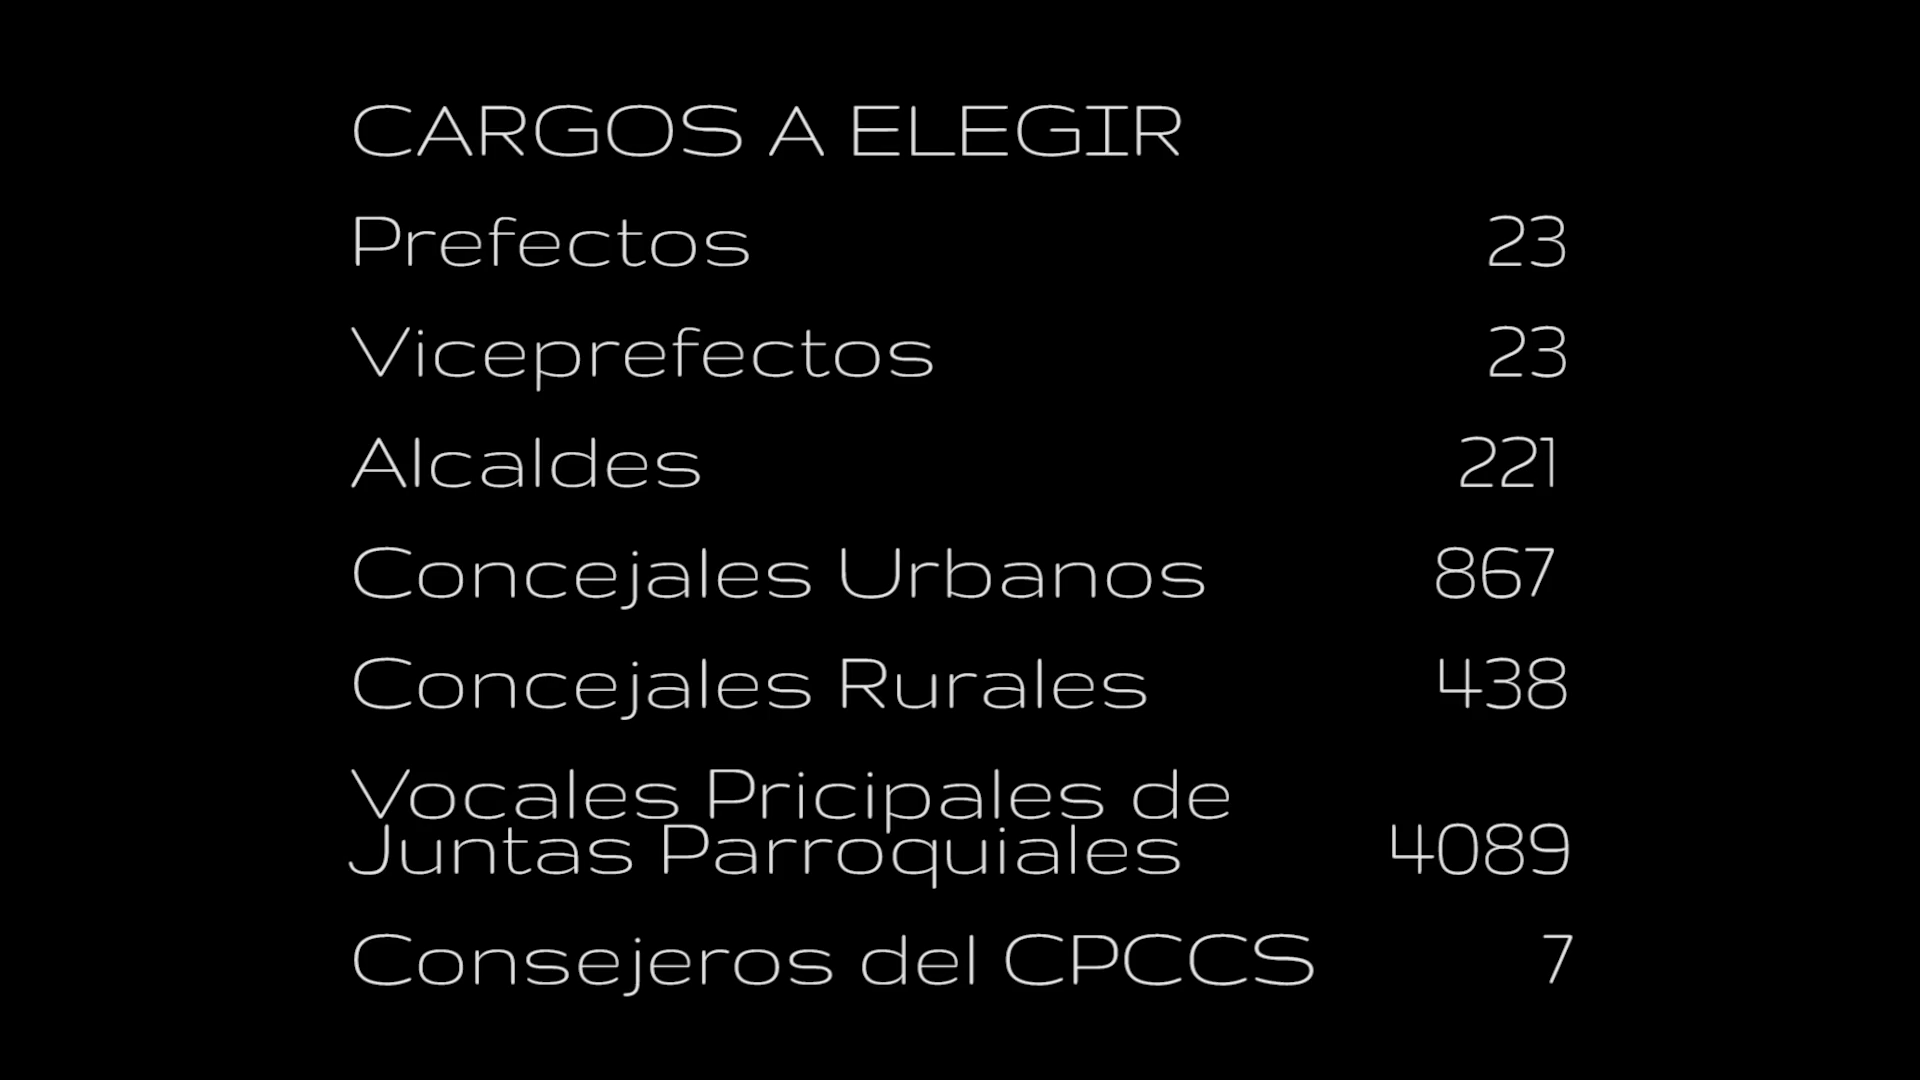 CARGOS A ELEGIR
Prefectos 23
Viceprefectos 23
Alcaldes 221
Concejales Urbanos 867
Concejales Rurales 438
Vocales Pricipales de
Juntas Parroquiales 4089
Consejeros del CPCCS 7